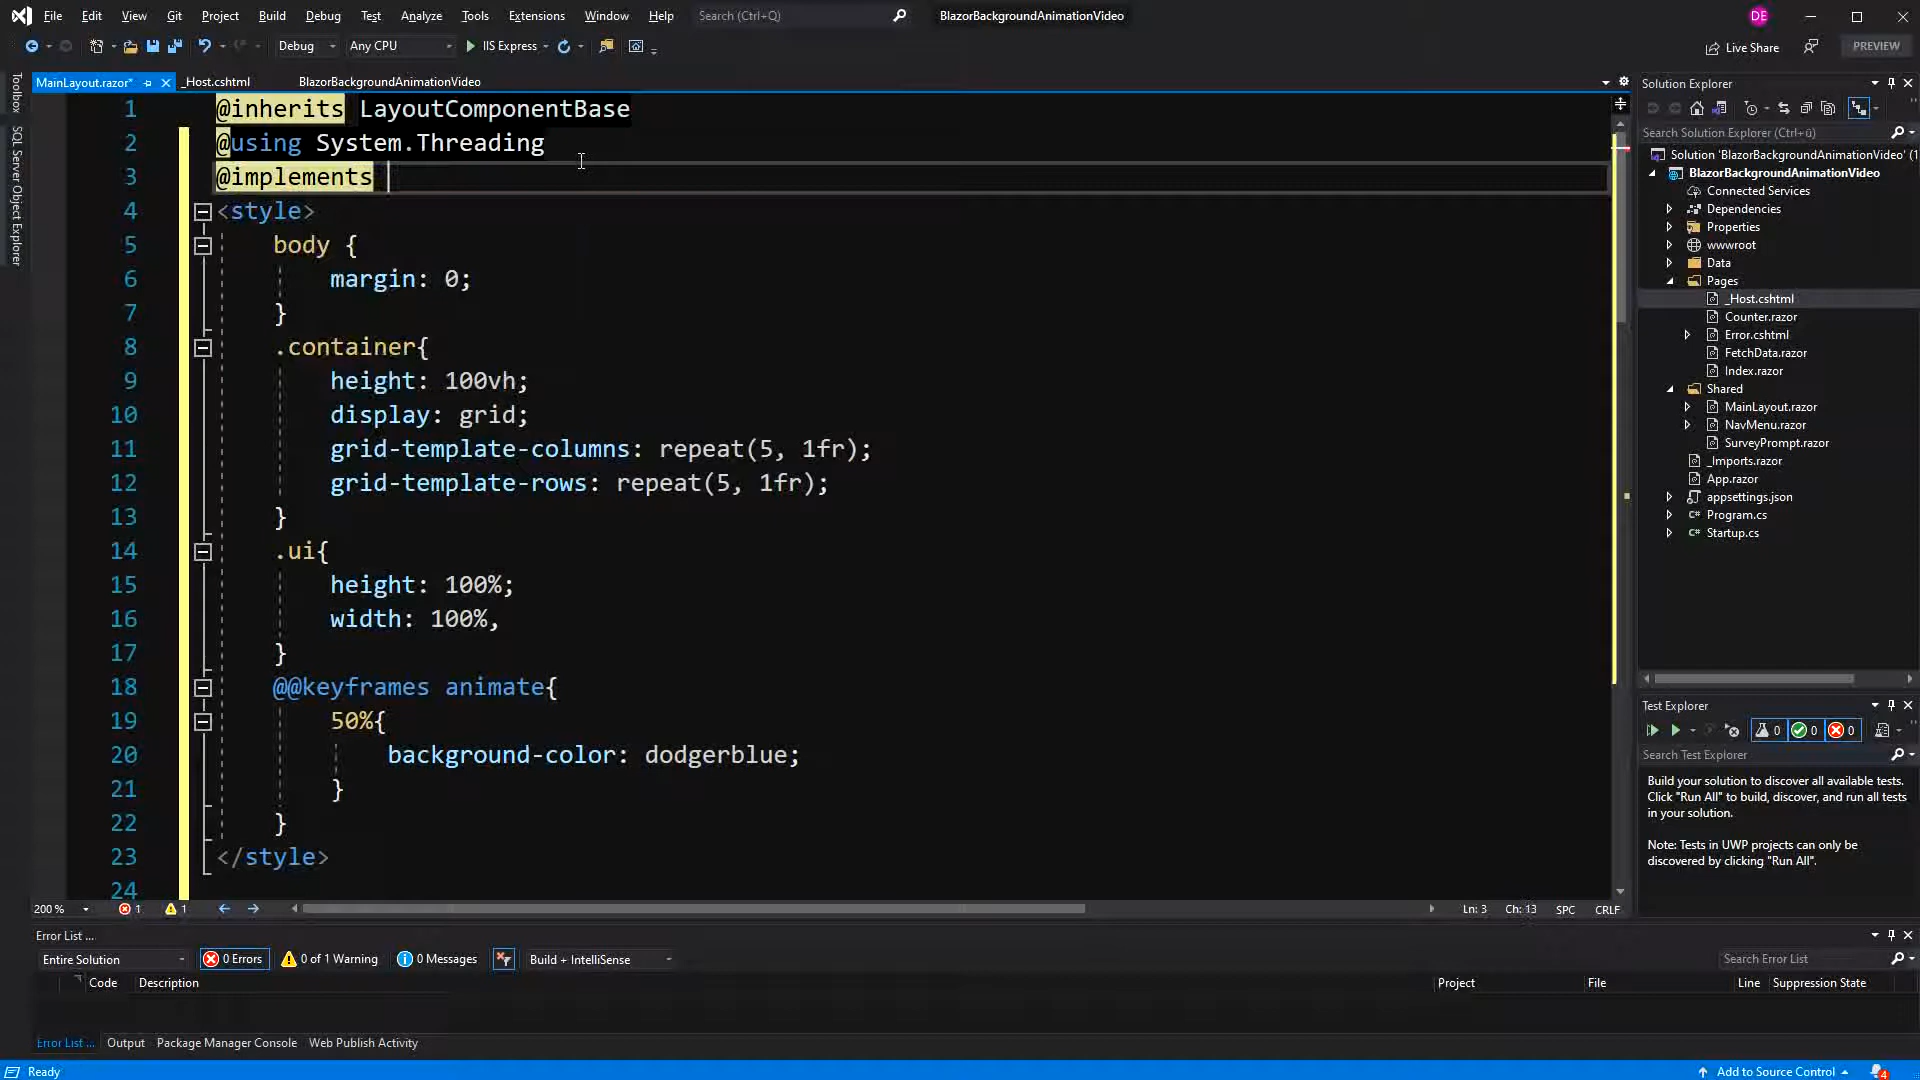 File Edit View Git Project Build Debug Test Analyze Tools Extensions Window Help Search (Ctrl+Q) BlazorBackgroundAnimationVideo DE
Debug Any CPU IIS Express Live Share PREVIEW
MainLayout.razor* _Host.cshtml BlazorBackgroundAnimationVideo
Toolbox
SQL Server Object Explorer
1 @inherits LayoutComponentBase
2 @using System.Threading
3 @implements
4 <style>
5 body {
6 margin: 0;
7 }
8 .container{
9 height: 100vh;
10 display: grid;
11 grid-template-columns: repeat(5, 1fr);
12 grid-template-rows: repeat(5, 1fr);
13 }
14 .ui{
15 height: 100%;
16 width: 100%,
17 }
18 @@keyframes animate{
19 50%{
20 background-color: dodgerblue;
21 }
22 }
23 </style>
24
200 % 1 1 Ln: 3 Ch: 13 SPC CRLF
Solution Explorer
Search Solution Explorer (Ctrl+ü)
Solution 'BlazorBackgroundAnimationVideo' (1
BlazorBackgroundAnimationVideo
Connected Services
Dependencies
Properties
wwwroot
Data
Pages
_Host.cshtml
Counter.razor
Error.cshtml
FetchData.razor
Index.razor
Shared
MainLayout.razor
NavMenu.razor
SurveyPrompt.razor
_Imports.razor
App.razor
appsettings.json
C# Program.cs
C# Startup.cs
Test Explorer
0 0 0
Search Test Explorer
Build your solution to discover all available tests.
Click "Run All" to build, discover, and run all tests
in your solution.
Note: Tests in UWP projects can only be
discovered by clicking "Run All".
Error List ...
Entire Solution 0 Errors 0 of 1 Warning 0 Messages Build + IntelliSense Search Error List
Code Description Project File Line Suppression State
Error List ... Output Package Manager Console Web Publish Activity
Ready Add to Source Control 4